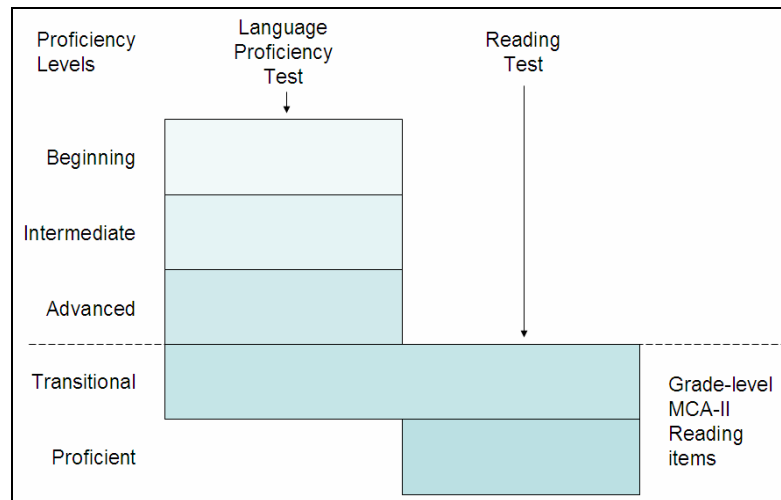 Proficiency
Levels
Language
Proficiency
Test
Reading
Test
Beginning
Intermediate
Advanced
Transitional
Proficient
Grade-level
MCA-II
Reading
items